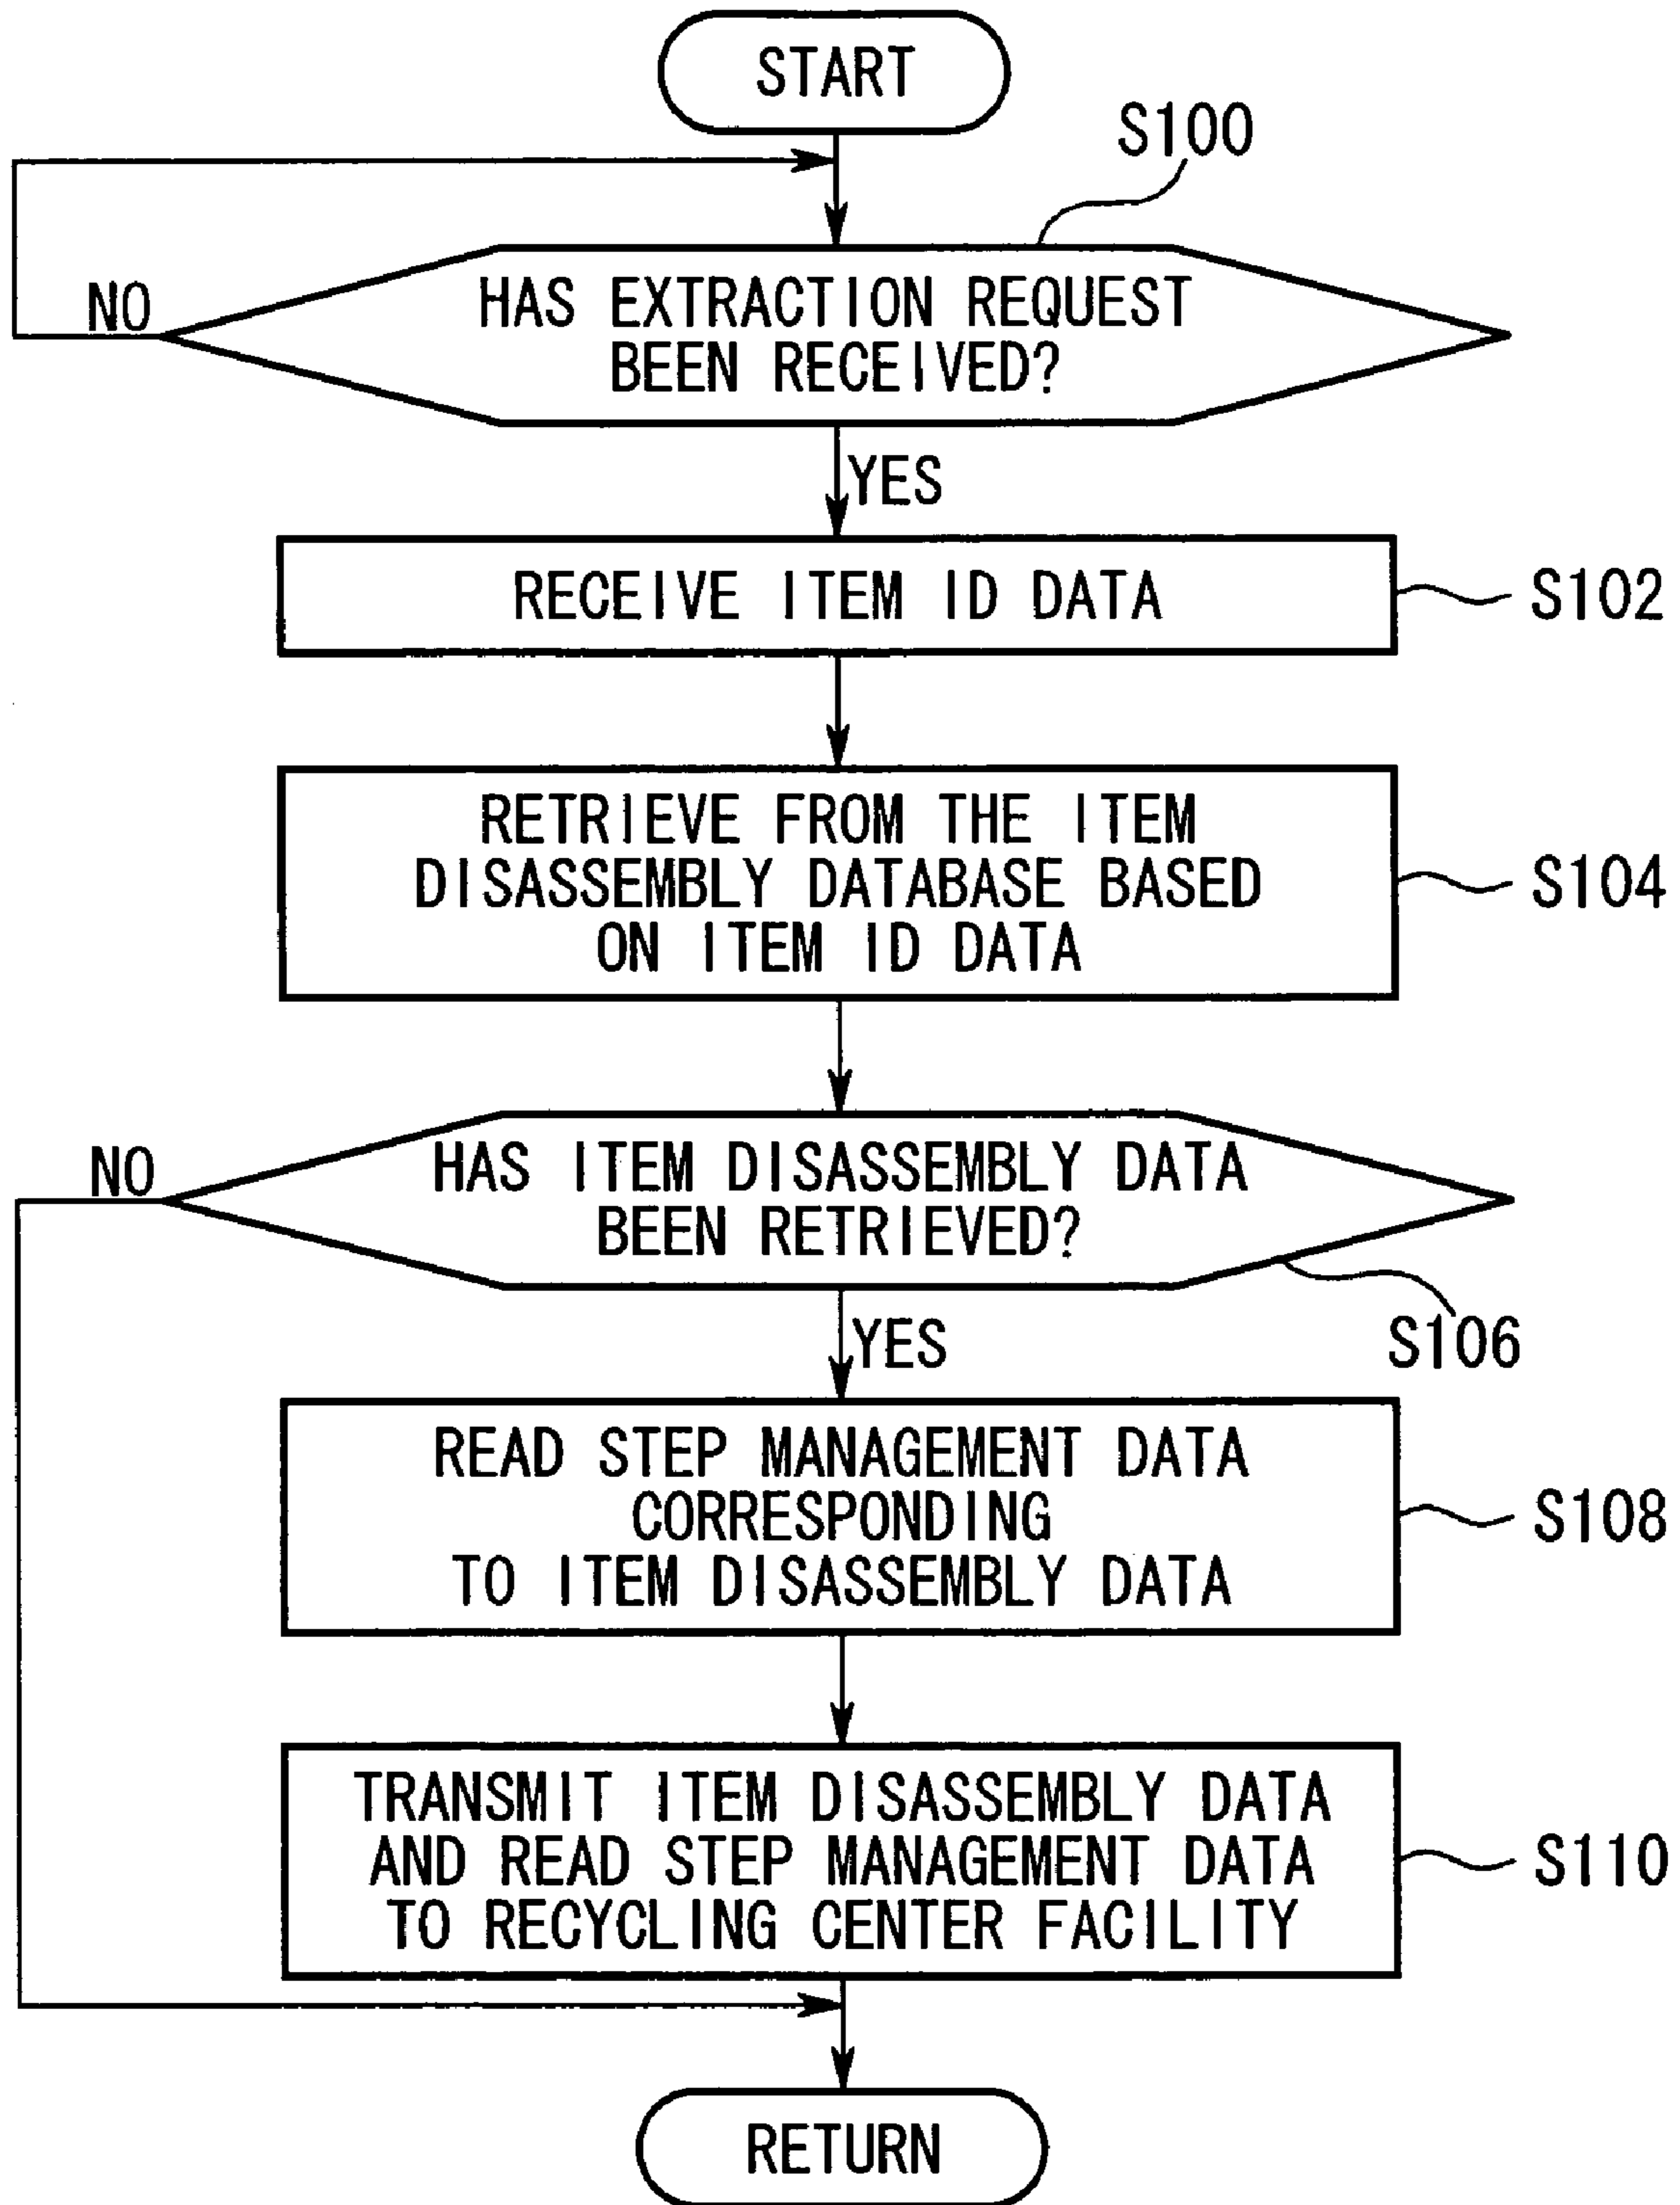 START
S100
HAS EXTRACTION REQUEST
BEEN RECEIVED?
NO
YES
RECEIVE ITEM ID DATA
S102
RETRIEVE FROM THE ITEM
DISASSEMBLY DATABASE BASED
ON ITEM ID DATA
S104
HAS ITEM DISASSEMBLY DATA
BEEN RETRIEVED?
NO
S106
YES
READ STEP MANAGEMENT DATA
CORRESPONDING
TO ITEM DISASSEMBLY DATA
S108
TRANSMIT ITEM DISASSEMBLY DATA
AND READ STEP MANAGEMENT DATA
TO RECYCLING CENTER FACILITY
S110
RETURN